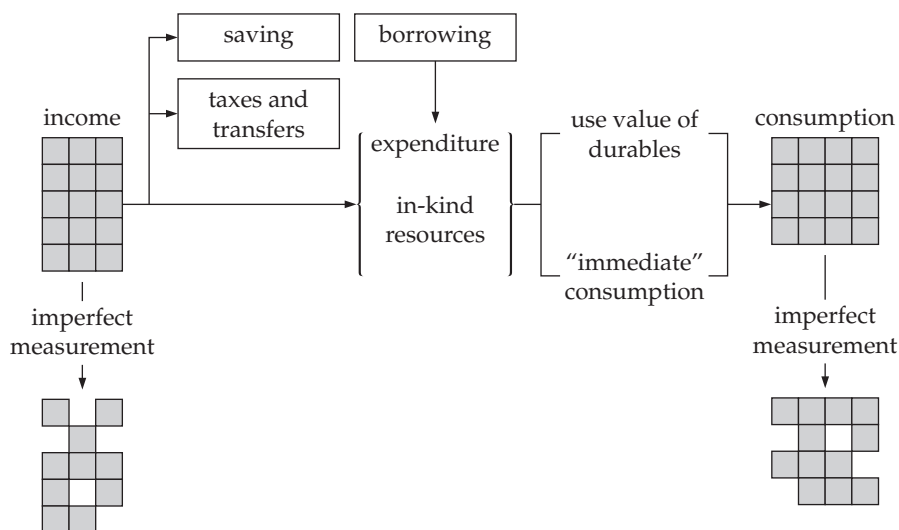 saving
borrowing
taxes and
transfers
income
expenditure
in-kind
resources
use value of
durables
“immediate”
consumption
consumption
imperfect
measurement
imperfect
measurement